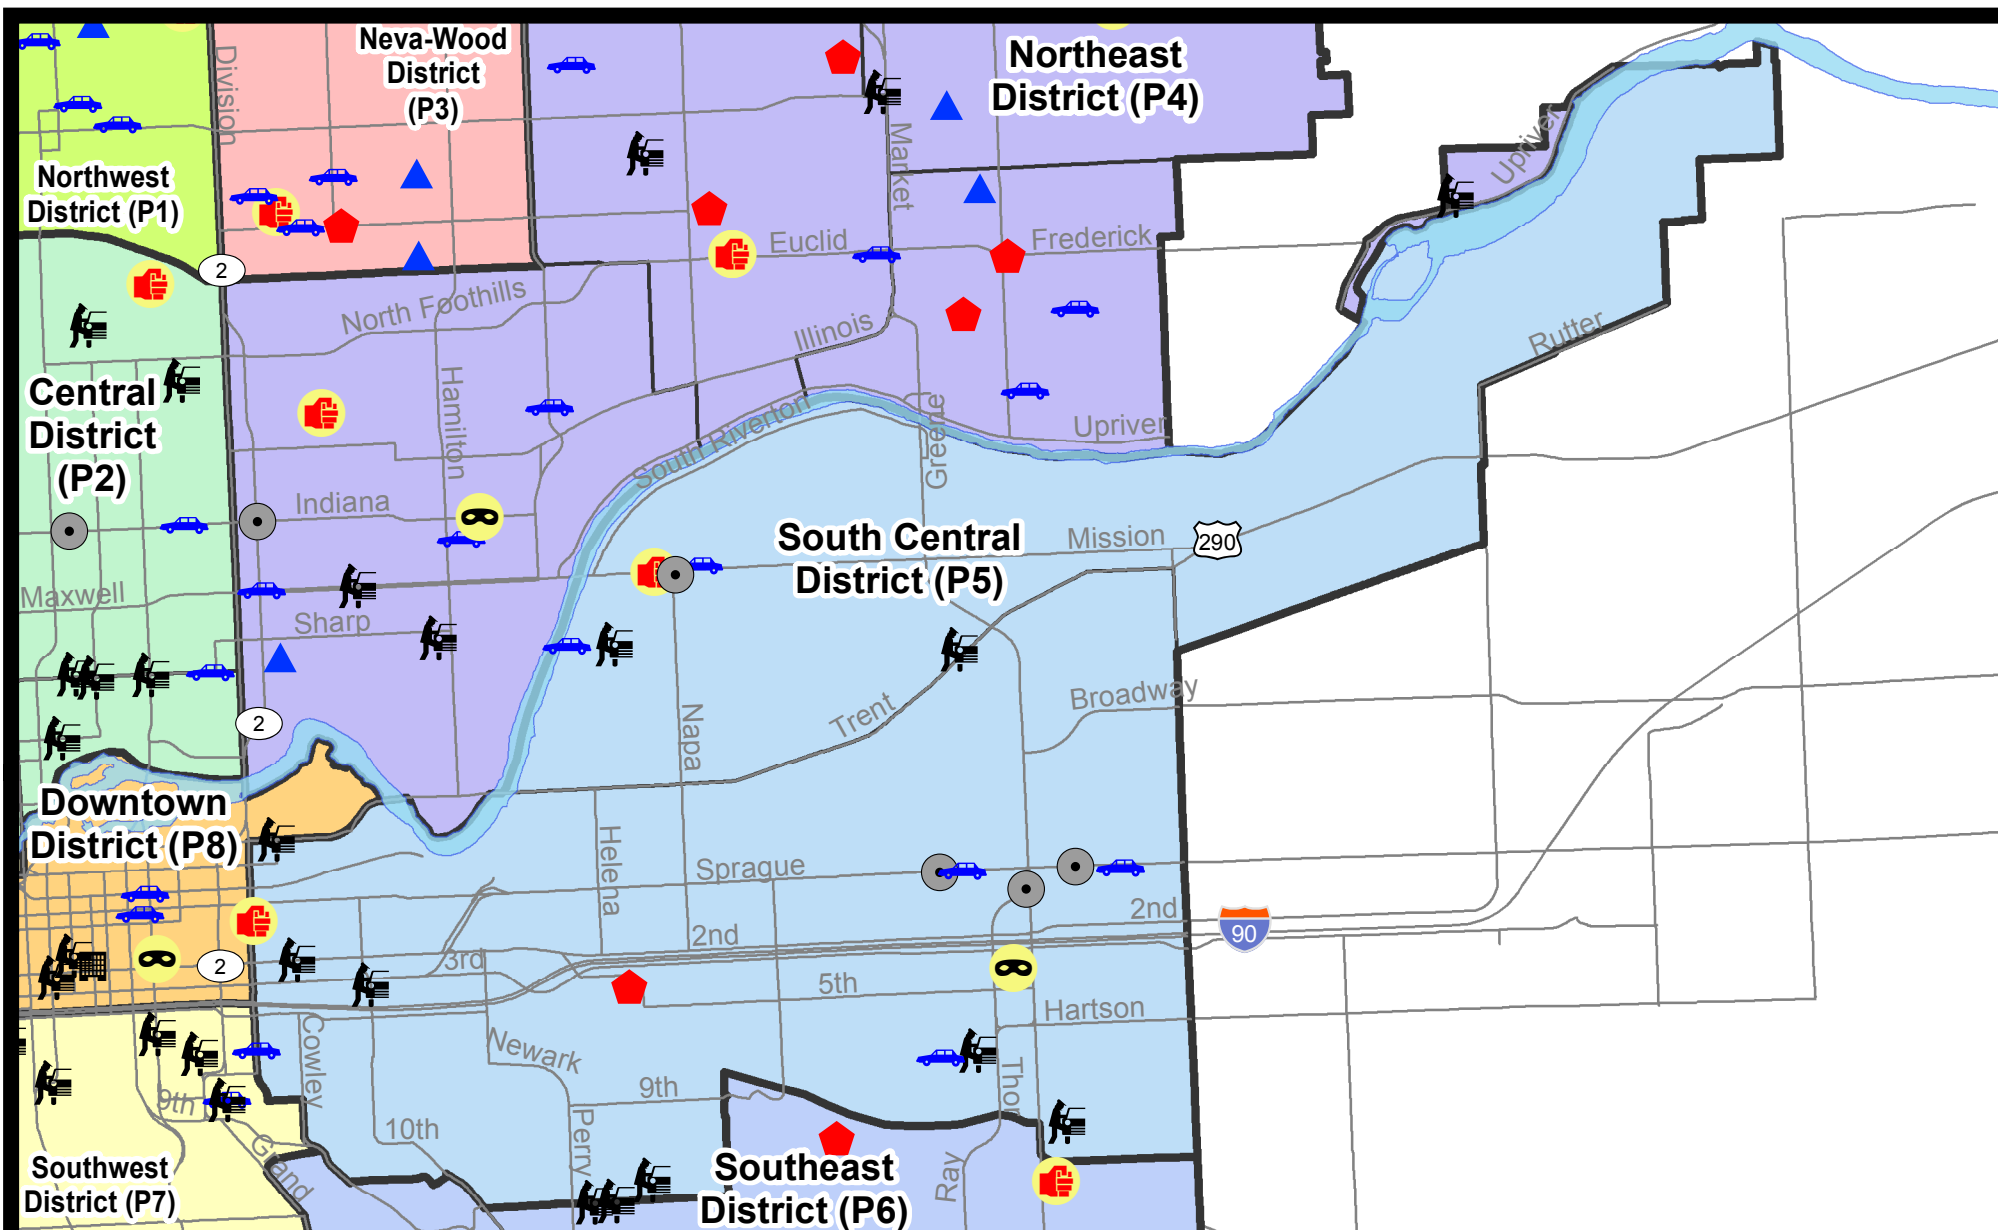 Neva-Wood
District
(P3)
Northeast
District (P4)
Division
Market
Upriver
Northwest
District (P1)
2
Euclid
Frederick
North Foothills
Illinois
Rutter
Central
District
(P2)
Hamilton
South Riverton
Greene
Upriver
Indiana
South Central
District (P5)
Mission
290
Maxwell
Sharp
Napa
Trent
Broadway
2
Downtown
District (P8)
Helena
Sprague
2nd
2nd
90
3rd
2
5th
Hartson
Cowley
Newark
Thor
9th
9th
10th
Perry
Grand
Ray
Southwest
District (P7)
Southeast
District (P6)